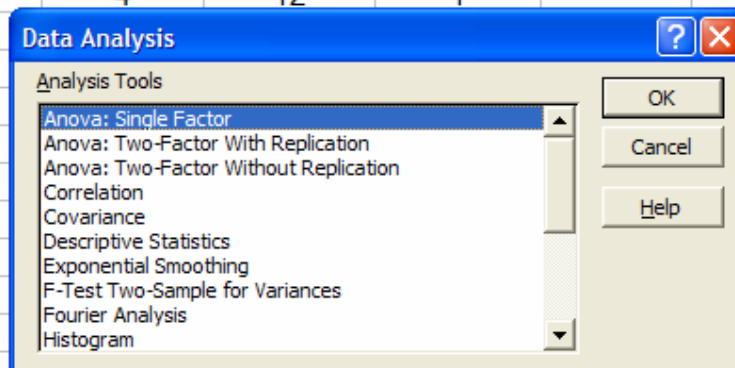 Data Analysis
Analysis Tools
Anova: Single Factor
Anova: Two-Factor With Replication
Anova: Two-Factor Without Replication
Correlation
Covariance
Descriptive Statistics
Exponential Smoothing
F-Test Two-Sample for Variances
Fourier Analysis
Histogram
OK
Cancel
Help